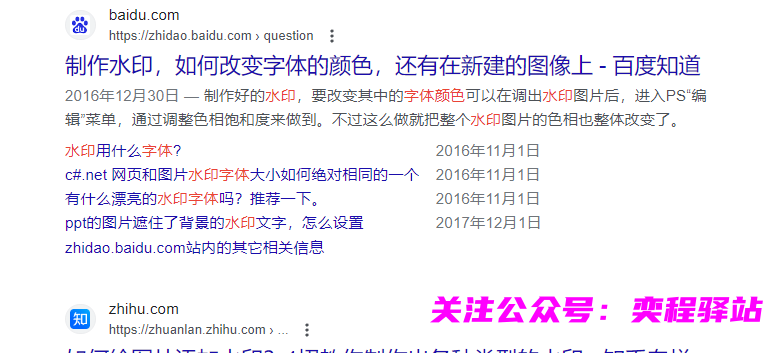 baidu.com
https://zhidao.baidu.com › question
制作水印，如何改变字体的颜色，还有在新建的图像上 - 百度知道
2016年12月30日 — 制作好的水印，要改变其中的字体颜色可以在调出水印图片后，进入PS“编
辑”菜单，通过调整色相饱和度来做到。不过这么做就把整个水印图片的色相也整体改变了。
水印用什么字体? 2016年11月1日
c#.net 网页和图片水印字体大小如何绝对相同的一个 2016年11月1日
有什么漂亮的水印字体吗？推荐一下。 2016年11月1日
ppt的图片遮住了背景的水印文字，怎么设置 2017年12月1日
zhidao.baidu.com站内的其它相关信息
关注公众号：奕程驿站
知
zhihu.com
https://zhuanlan.zhihu.com › ...